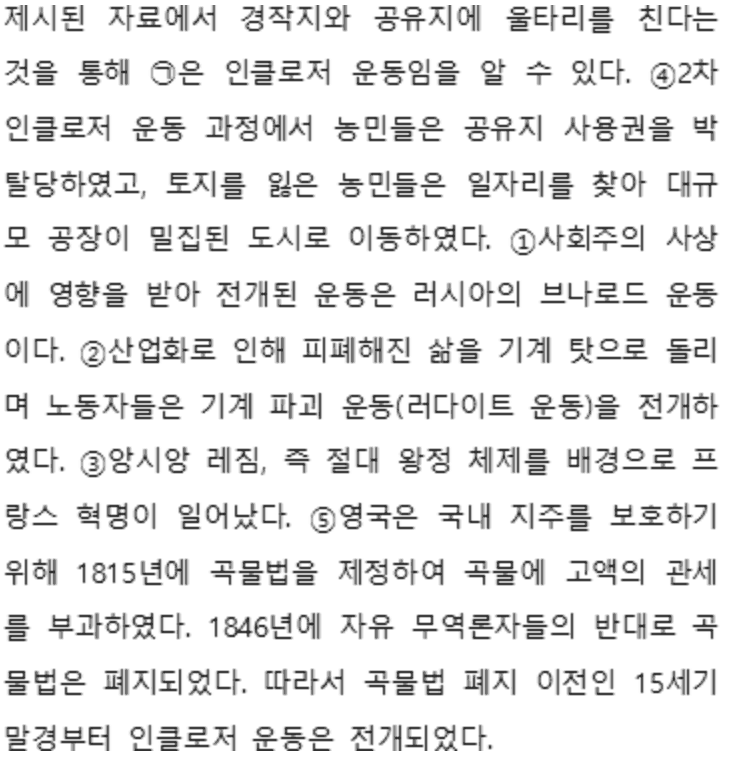 제시된 자료에서 경작지와 공유지에 울타리를 친다는
것을 통해 ㉠은 인클로저 운동임을 알 수 있다. ④2차
인클로저 운동 과정에서 농민들은 공유지 사용권을 박
탈당하였고, 토지를 잃은 농민들은 일자리를 찾아 대규
모 공장이 밀집된 도시로 이동하였다. ①사회주의 사상
에 영향을 받아 전개된 운동은 러시아의 브나로드 운동
이다. ②산업화로 인해 피폐해진 삶을 기계 탓으로 돌리
며 노동자들은 기계 파괴 운동(러다이트 운동)을 전개하
였다. ③앙시앙 레짐, 즉 절대 왕정 체제를 배경으로 프
랑스 혁명이 일어났다. ⑤영국은 국내 지주를 보호하기
위해 1815년에 곡물법을 제정하여 곡물에 고액의 관세
를 부과하였다. 1846년에 자유 무역론자들의 반대로 곡
물법은 폐지되었다. 따라서 곡물법 폐지 이전인 15세기
말경부터 인클로저 운동은 전개되었다.